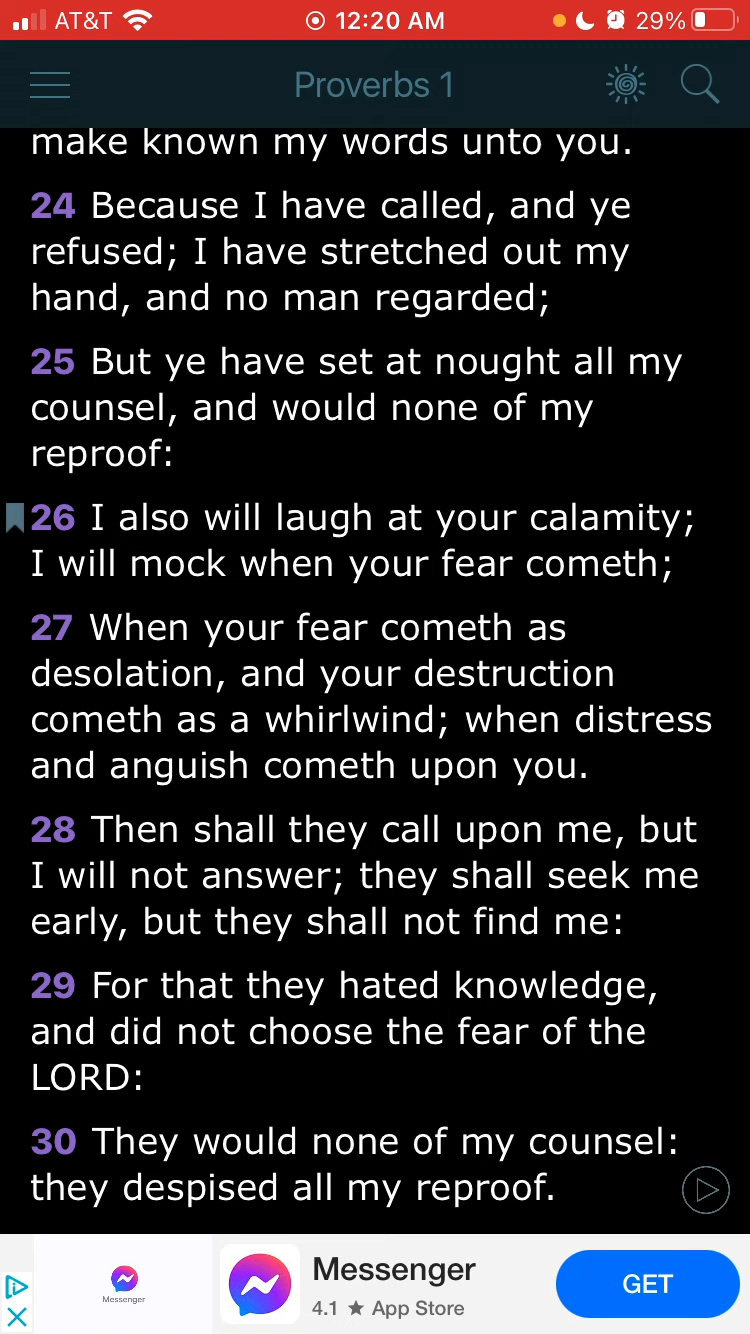 AT&T 12:20 AM 29%
Proverbs 1
make known my words unto you.
24 Because I have called, and ye
refused; I have stretched out my
hand, and no man regarded;
25 But ye have set at nought all my
counsel, and would none of my
reproof:
26 I also will laugh at your calamity;
I will mock when your fear cometh;
27 When your fear cometh as
desolation, and your destruction
cometh as a whirlwind; when distress
and anguish cometh upon you.
28 Then shall they call upon me, but
I will not answer; they shall seek me
early, but they shall not find me:
29 For that they hated knowledge,
and did not choose the fear of the
LORD:
30 They would none of my counsel:
they despised all my reproof.
Messenger
Messenger
4.1 ★ App Store
GET